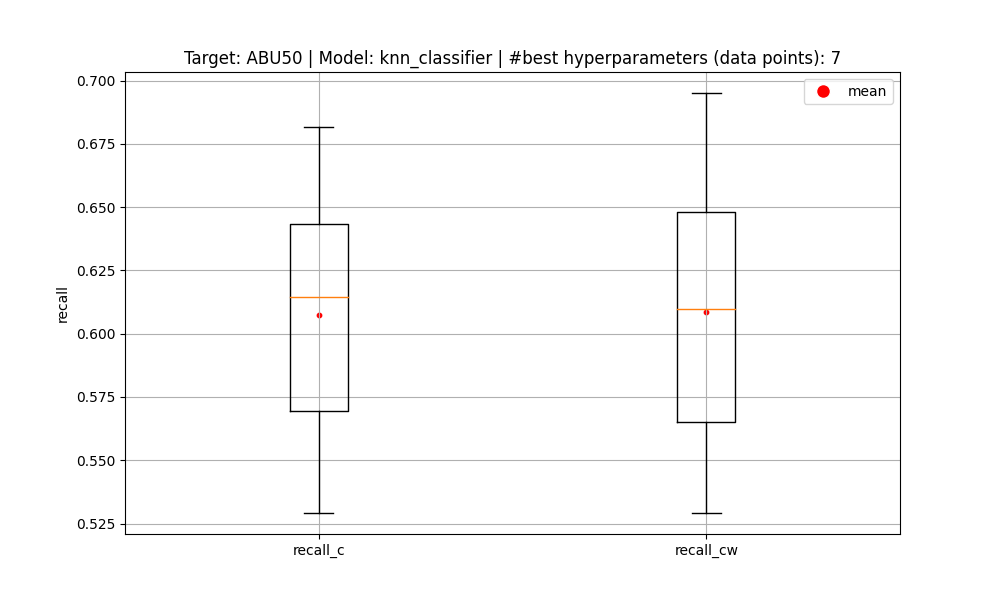 Target: ABU50 | Model: knn_classifier | #best hyperparameters (data points): 7
mean
0.700
0.675
0.650
0.625
0.600
0.575
0.550
0.525
recall
recall_c
recall_cw